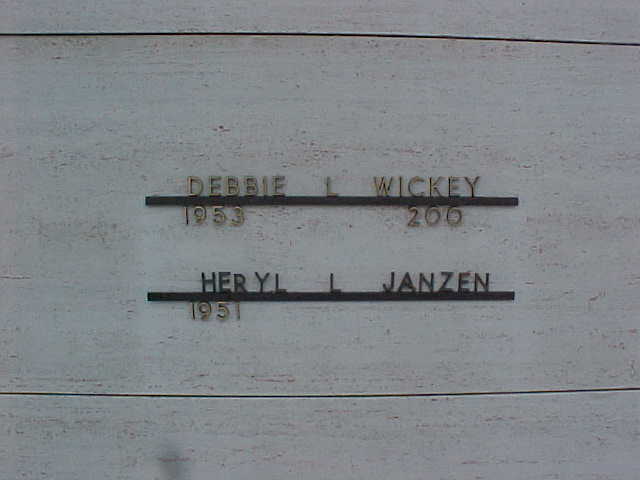 DEBBIE L WICKEY
1953 200
HERYL L JANZEN
1951